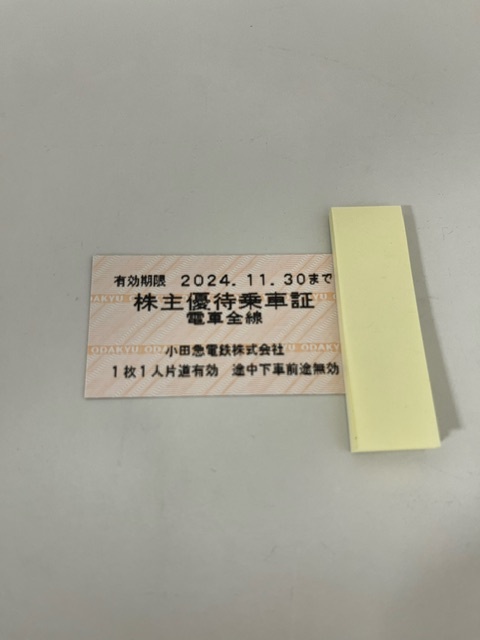 有効期限 2024.11.30まで
株主優待乗車証
電車全線
小田急電鉄株式会社
1枚1人片道有効 途中下車前途無効